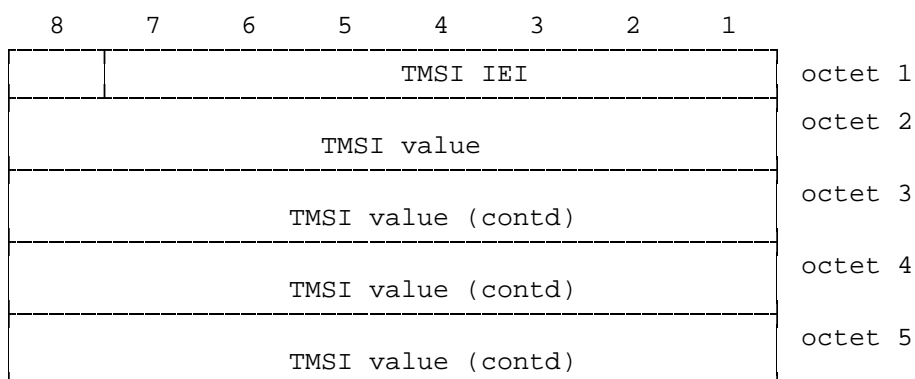 8 7 6 5 4 3 2 1
TMSI IEI octet 1
octet 2
TMSI value
octet 3
TMSI value (contd)
octet 4
TMSI value (contd)
octet 5
TMSI value (contd)